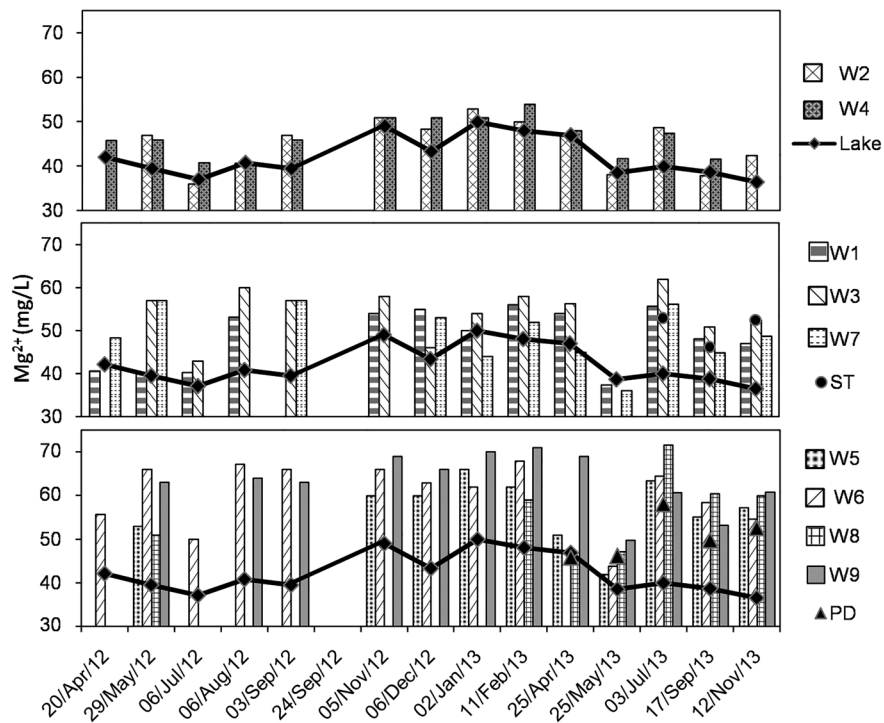 70
60
50
40
30
W2
W4
Lake
Mg²⁺(mg/L)
70
60
50
40
30
W1
W3
W7
ST
70
60
50
40
30
W5
W6
W8
W9
PD
20/Apr/12
29/May/12
06/Jul/12
06/Aug/12
03/Sep/12
24/Sep/12
05/Nov/12
06/Dec/12
02/Jan/13
11/Feb/13
25/Apr/13
25/May/13
03/Jul/13
17/Sep/13
12/Nov/13